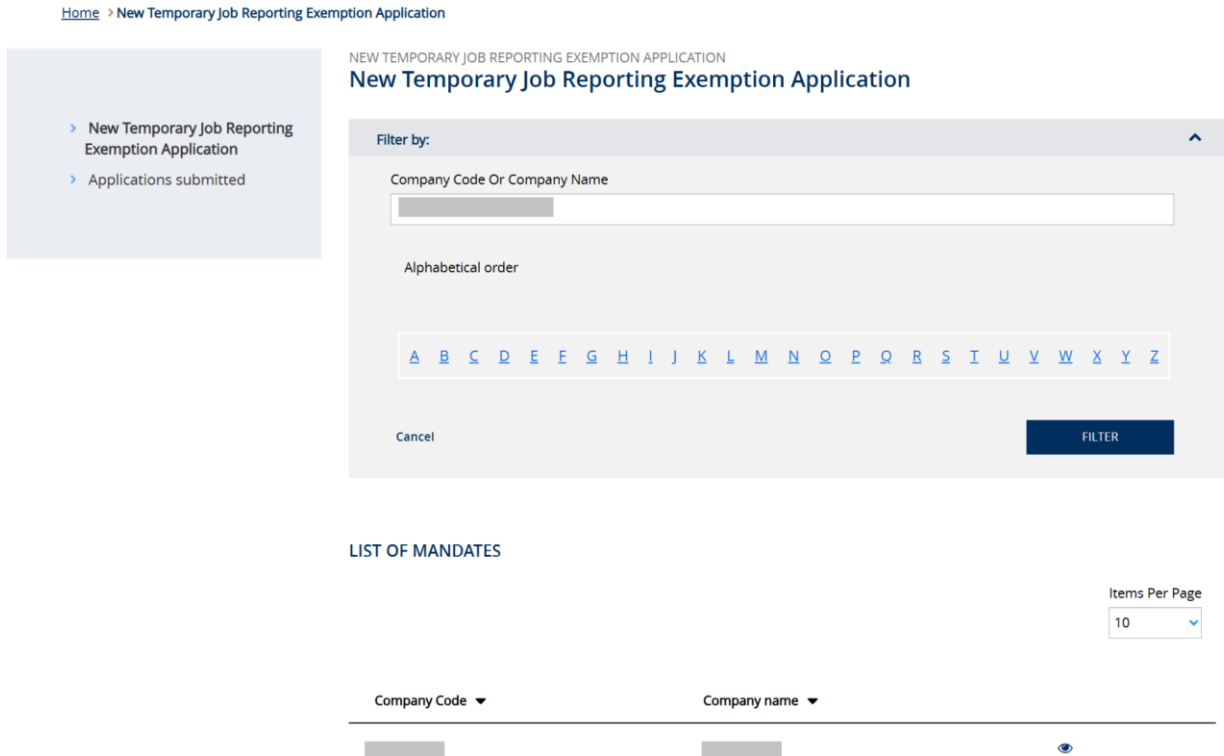 Home > New Temporary Job Reporting Exemption Application
NEW TEMPORARY JOB REPORTING EXEMPTION APPLICATION
New Temporary Job Reporting Exemption Application
> New Temporary Job Reporting
Exemption Application
> Applications submitted
Filter by:
Company Code Or Company Name
Alphabetical order
A B C D E F G H I J K L M N O P Q R S T U V W X Y Z
Cancel
FILTER
LIST OF MANDATES
Items Per Page
10
Company Code Company name